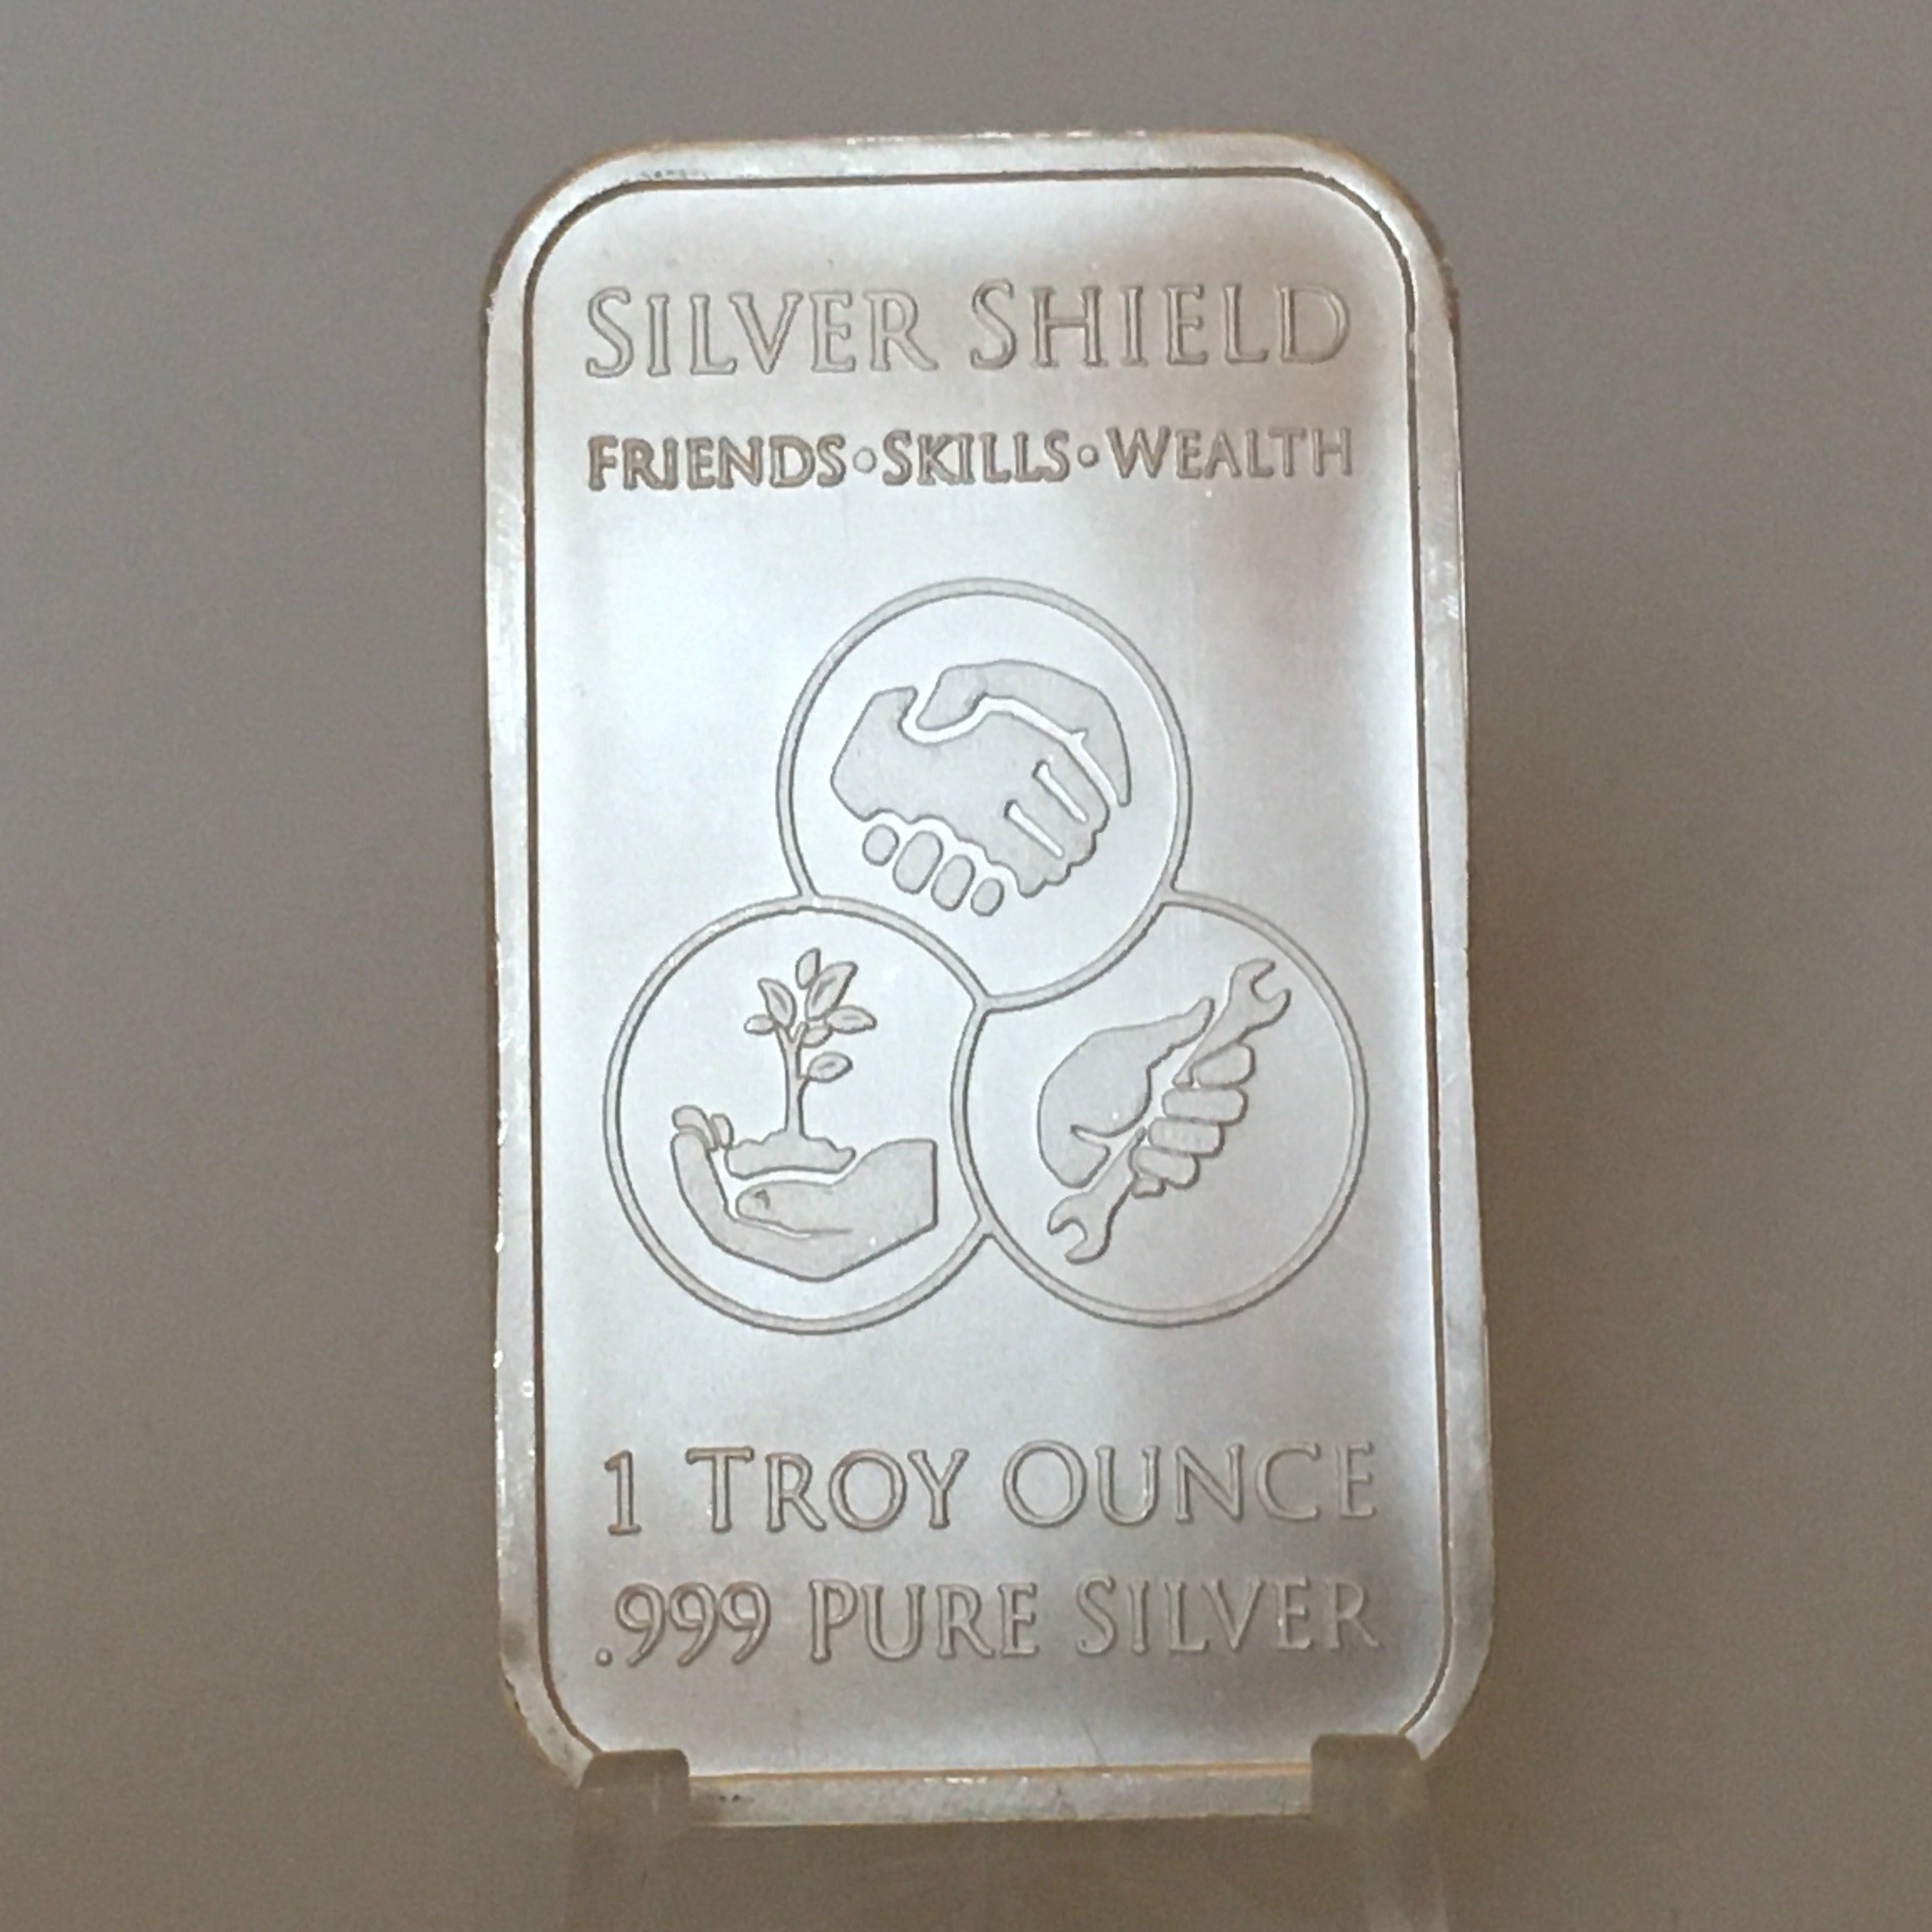 SILVER SHIELD
FRIENDS•SKILLS•WEALTH
1 TROY OUNCE
.999 PURE SILVER